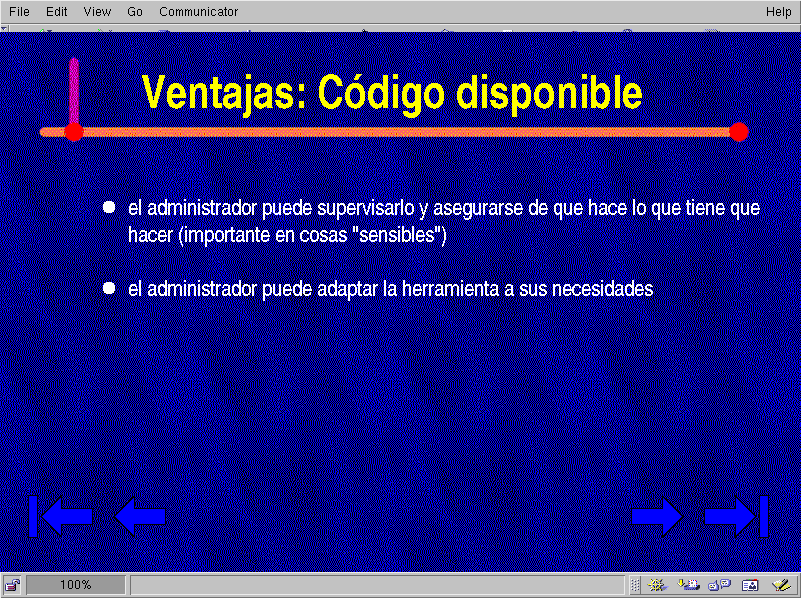 File Edit View Go Communicator Help
Ventajas: Código disponible
el administrador puede supervisarlo y asegurarse de que hace lo que tiene que
hacer (importante en cosas "sensibles")
el administrador puede adaptar la herramienta a sus necesidades
100%